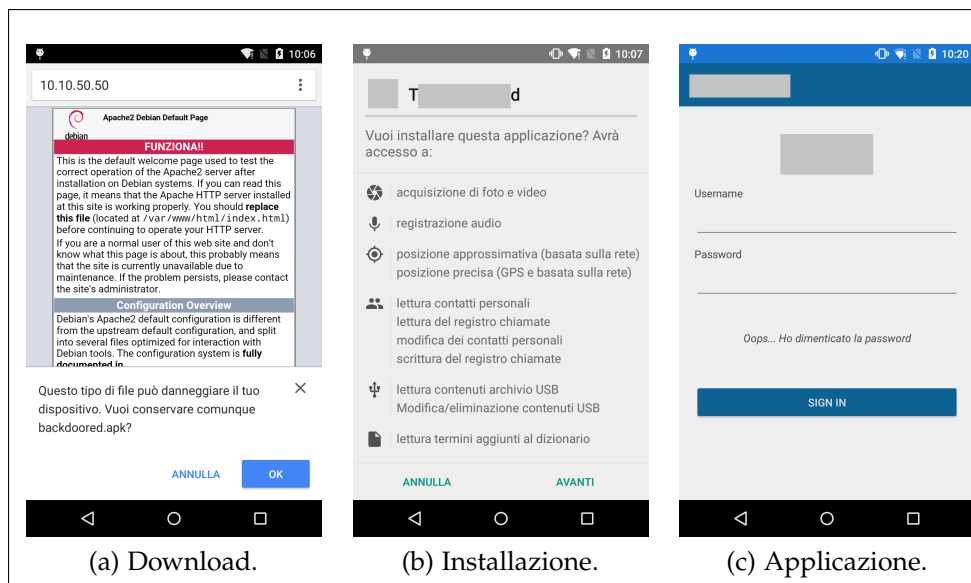 10:06
10.10.50.50
Apache2 Debian Default Page
debian
FUNZIONA!!
This is the default welcome page used to test the
correct operation of the Apache2 server after
installation on Debian systems. If you can read this
page, it means that the Apache HTTP server installed
at this site is working properly. You should replace
this file (located at /var/www/html/index.html)
before continuing to operate your HTTP server.
If you are a normal user of this web site and don't
know what this page is about, this probably means
that the site is currently unavailable due to
maintenance. If the problem persists, please contact
the site's administrator.
Configuration Overview
Debian's Apache2 default configuration is different
from the upstream default configuration, and split
into several files optimized for interaction with
Debian tools. The configuration system is fully
documented in
Questo tipo di file può danneggiare il tuo
dispositivo. Vuoi conservare comunque
backdoored.apk?
ANNULLA OK
(a) Download.
10:07
T d
Vuoi installare questa applicazione? Avrà
accesso a:
acquisizione di foto e video
registrazione audio
posizione approssimativa (basata sulla rete)
posizione precisa (GPS e basata sulla rete)
lettura contatti personali
lettura del registro chiamate
modifica dei contatti personali
scrittura del registro chiamate
lettura contenuti archivio USB
Modifica/eliminazione contenuti USB
lettura termini aggiunti al dizionario
ANNULLA AVANTI
(b) Installazione.
10:20
Username
Password
Oops... Ho dimenticato la password
SIGN IN
(c) Applicazione.